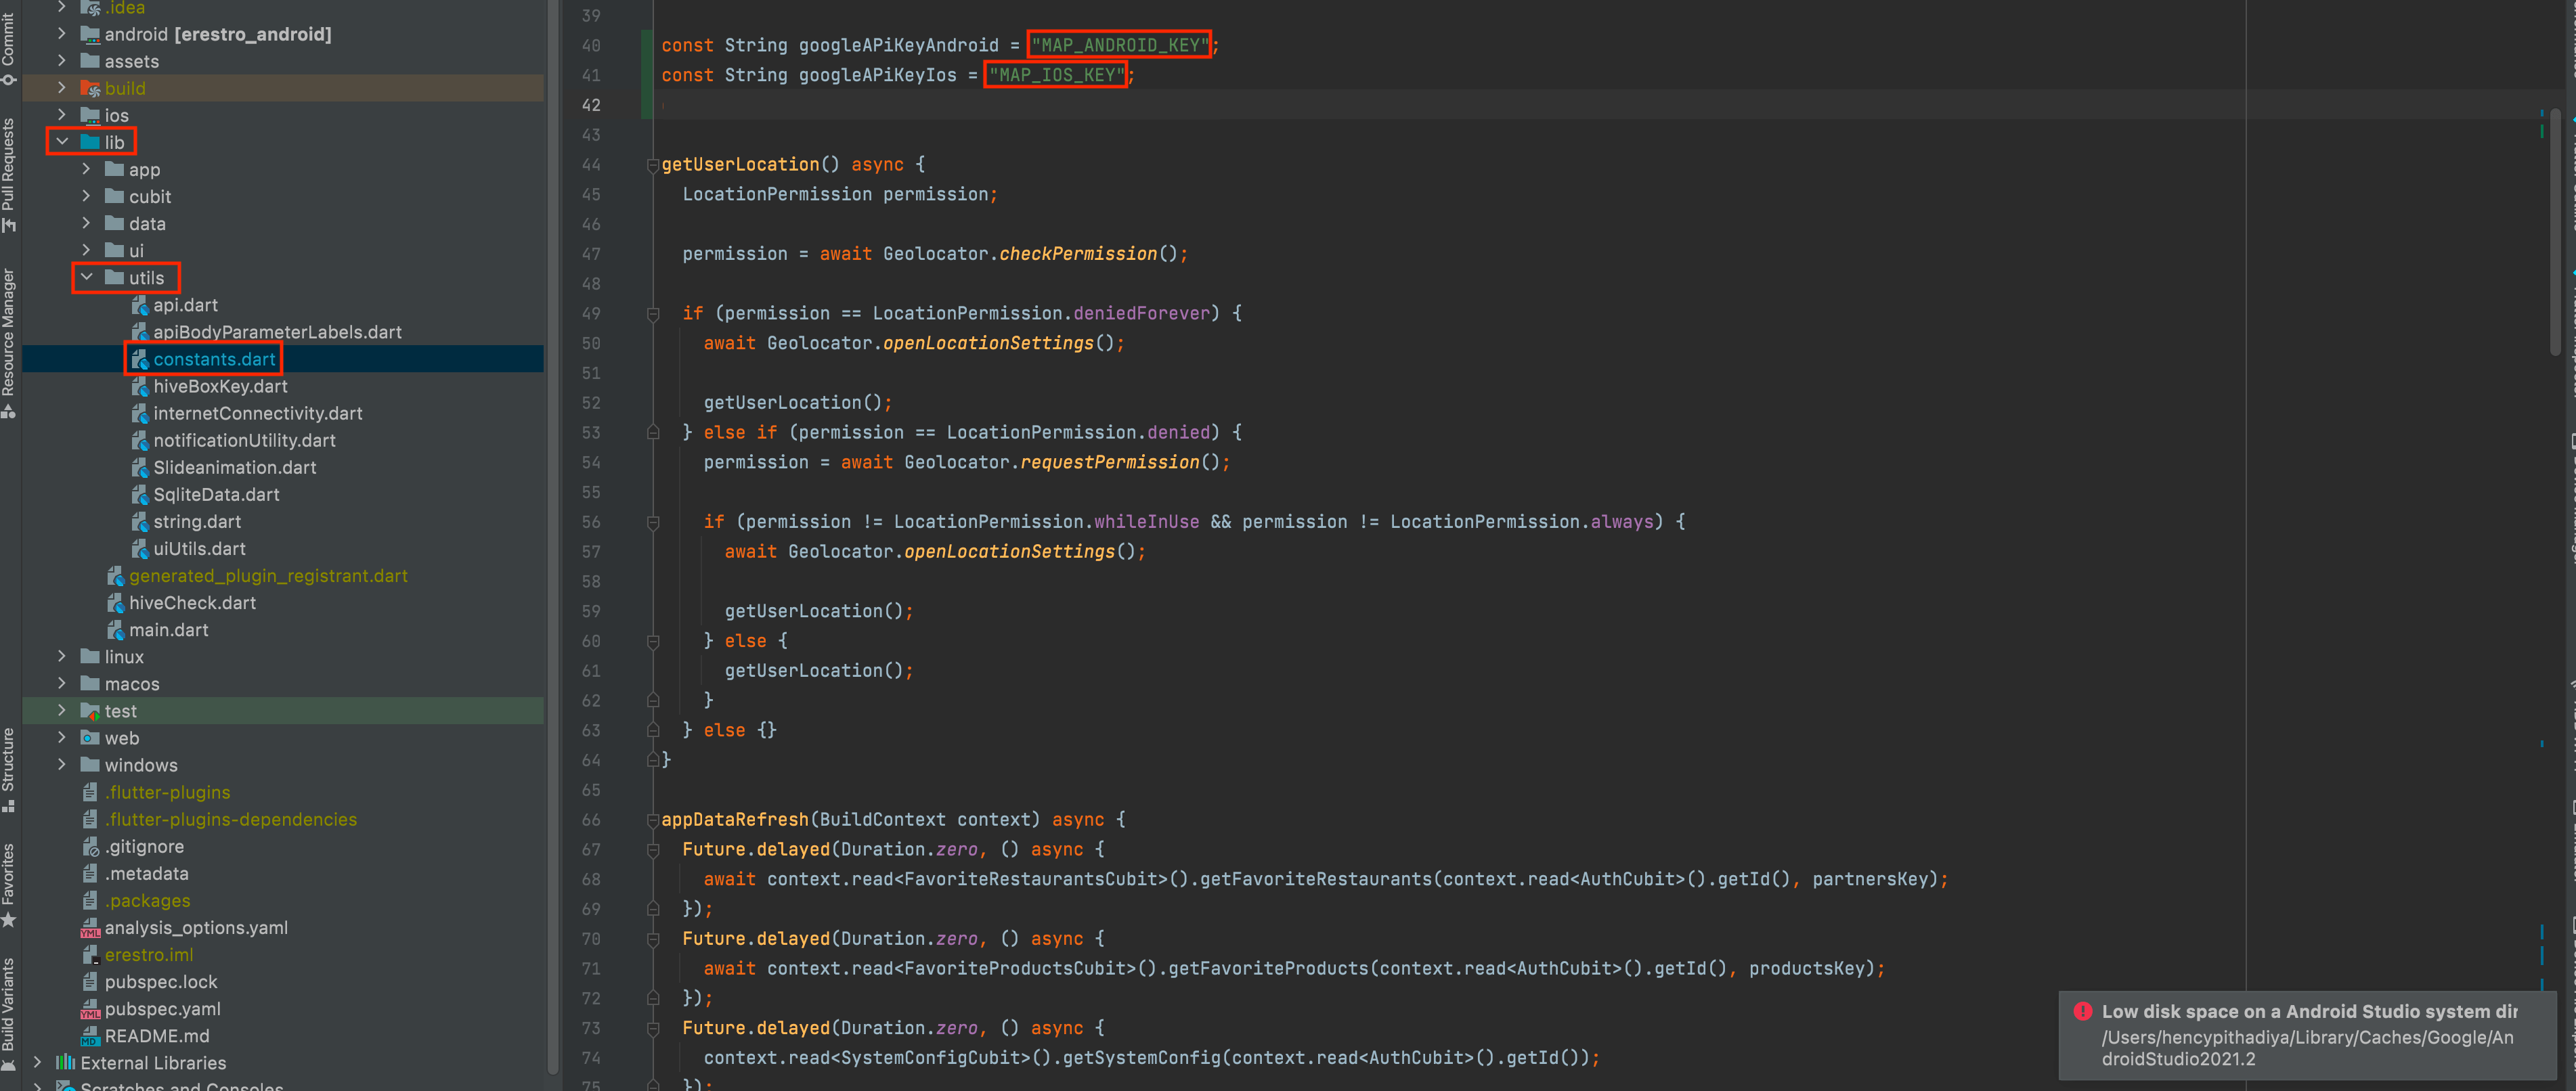 Commit
Pull Requests
Resource Manager
Structure
Favorites
Build Variants
.idea
android [erestro_android]
assets
build
ios
lib
app
cubit
data
ui
utils
api.dart
apiBodyParameterLabels.dart
constants.dart
hiveBoxKey.dart
internetConnectivity.dart
notificationUtility.dart
Slideanimation.dart
SqliteData.dart
string.dart
uiUtils.dart
generated_plugin_registrant.dart
hiveCheck.dart
main.dart
linux
macos
test
web
windows
.flutter-plugins
.flutter-plugins-dependencies
.gitignore
.metadata
.packages
analysis_options.yaml
erestro.iml
pubspec.lock
pubspec.yaml
README.md
External Libraries
Scratches and Consoles
39
40 const String googleAPiKeyAndroid = "MAP_ANDROID_KEY";
41 const String googleAPiKeyIos = "MAP_IOS_KEY";
42
43
44 getUserLocation() async {
45 LocationPermission permission;
46
47 permission = await Geolocator.checkPermission();
48
49 if (permission == LocationPermission.deniedForever) {
50 await Geolocator.openLocationSettings();
51
52 getUserLocation();
53 } else if (permission == LocationPermission.denied) {
54 permission = await Geolocator.requestPermission();
55
56 if (permission != LocationPermission.whileInUse && permission != LocationPermission.always) {
57 await Geolocator.openLocationSettings();
58
59 getUserLocation();
60 } else {
61 getUserLocation();
62 }
63 } else {}
64 }
65
66 appDataRefresh(BuildContext context) async {
67 Future.delayed(Duration.zero, () async {
68 await context.read<FavoriteRestaurantsCubit>().getFavoriteRestaurants(context.read<AuthCubit>().getId(), partnersKey);
69 });
70 Future.delayed(Duration.zero, () async {
71 await context.read<FavoriteProductsCubit>().getFavoriteProducts(context.read<AuthCubit>().getId(), productsKey);
72 });
73 Future.delayed(Duration.zero, () async {
74 context.read<SystemConfigCubit>().getSystemConfig(context.read<AuthCubit>().getId());
75 });
Low disk space on a Android Studio system dir
/Users/hencypithadiya/Library/Caches/Google/An
droidStudio2021.2